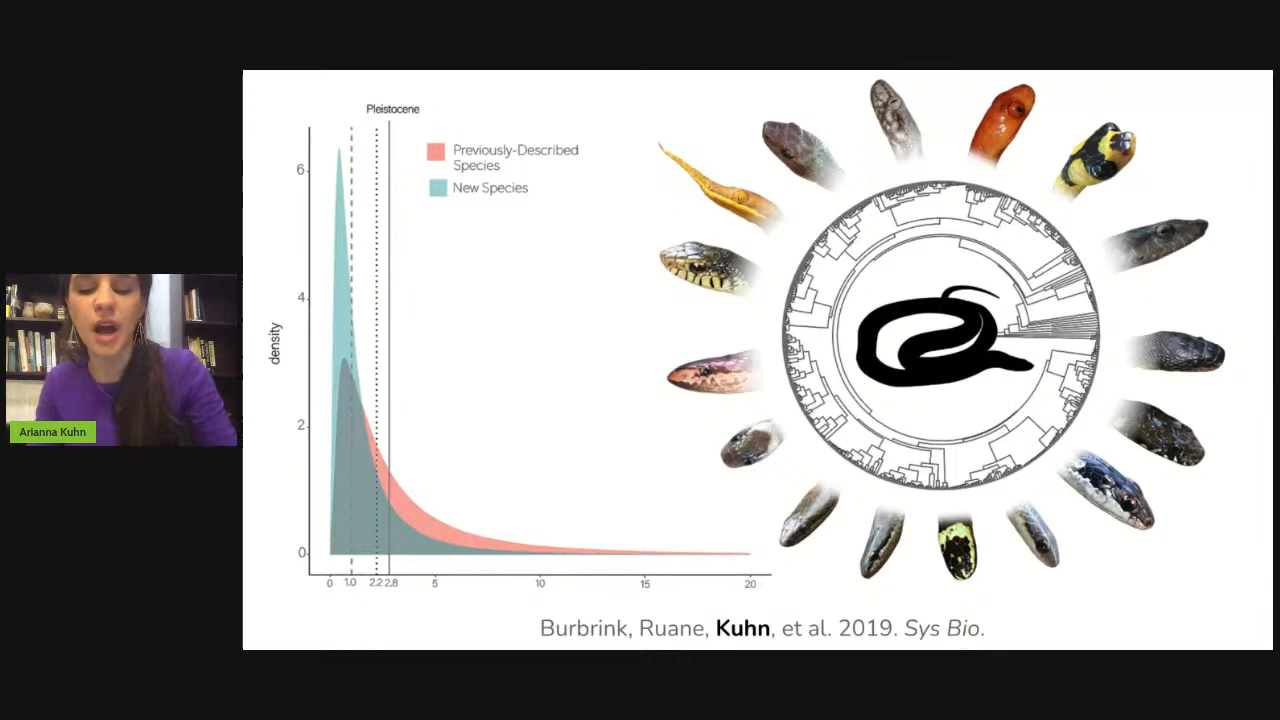 Pleistocene
Previously-Described
Species
New Species
6
4
2
0
density
0
1.0
2.2
2.8
5
10
15
20
Arianna Kuhn
Burbrink, Ruane, Kuhn, et al. 2019. Sys Bio.